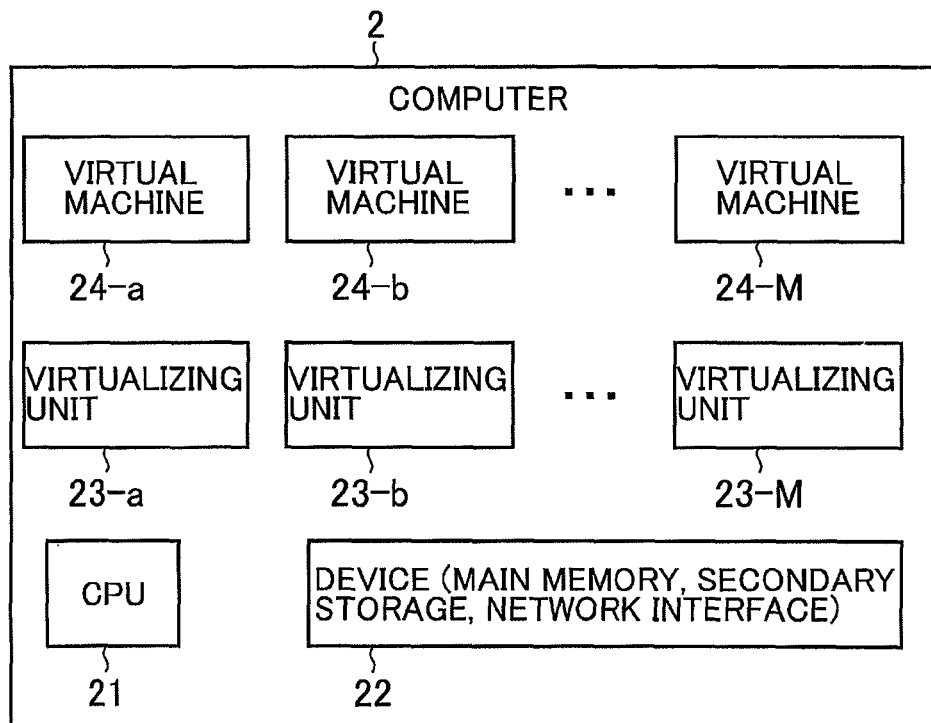 2
COMPUTER
VIRTUAL MACHINE
VIRTUAL MACHINE
...
VIRTUAL MACHINE
24-a
24-b
24-M
VIRTUALIZING UNIT
VIRTUALIZING UNIT
...
VIRTUALIZING UNIT
23-a
23-b
23-M
CPU
DEVICE (MAIN MEMORY, SECONDARY
STORAGE, NETWORK INTERFACE)
21
22